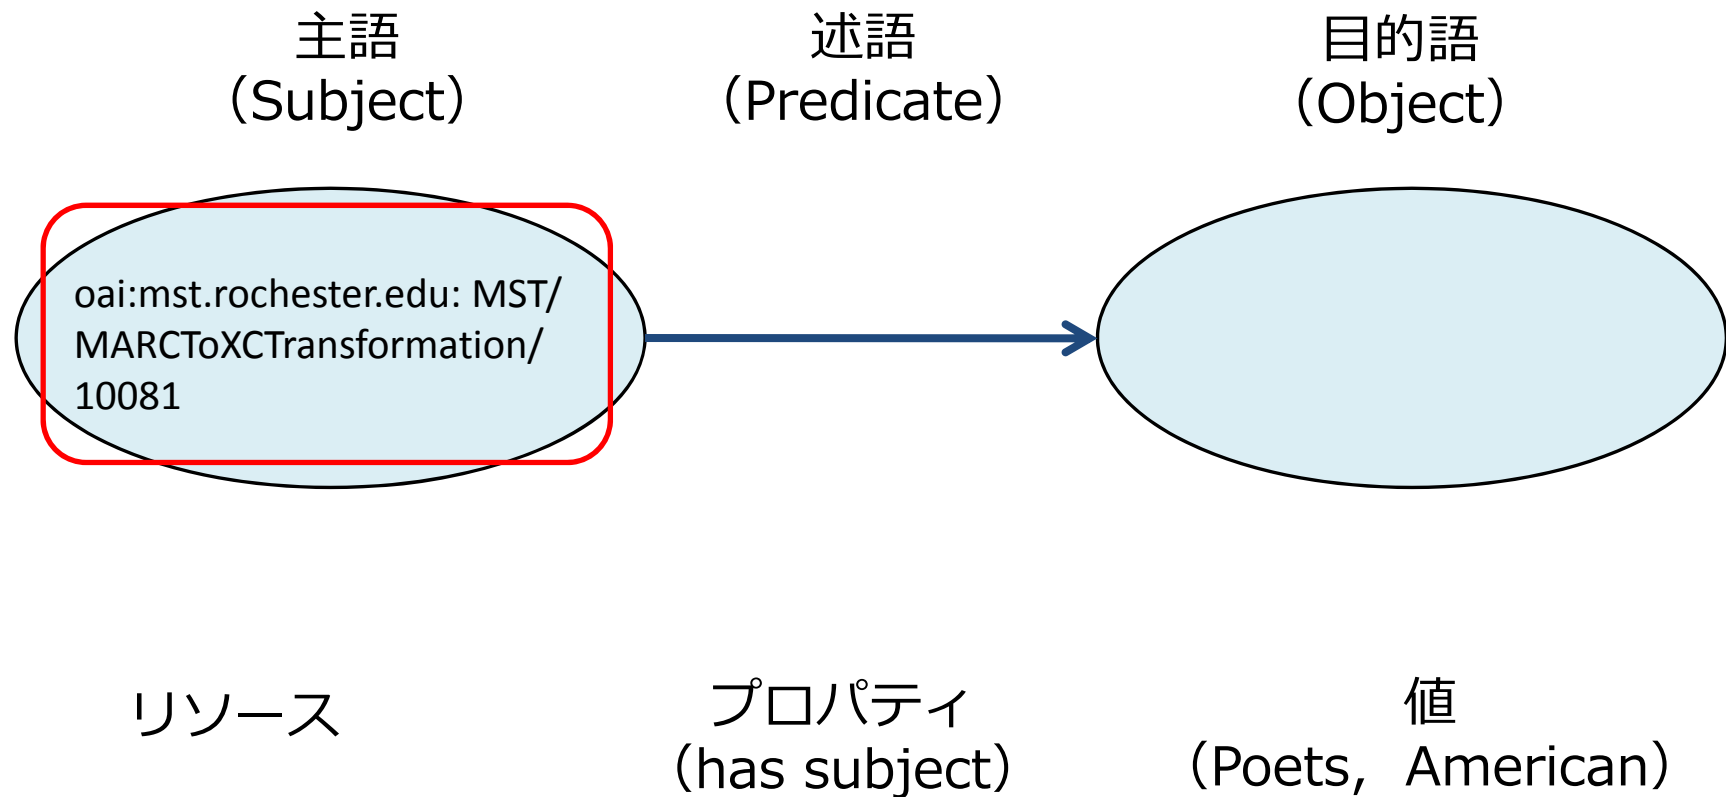 主語
（Subject）
述語
（Predicate）
目的語
（Object）
oai:mst.rochester.edu: MST/
MARCToXCTransformation/
10081
リソース
プロパティ
（has subject）
値
（Poets, American）